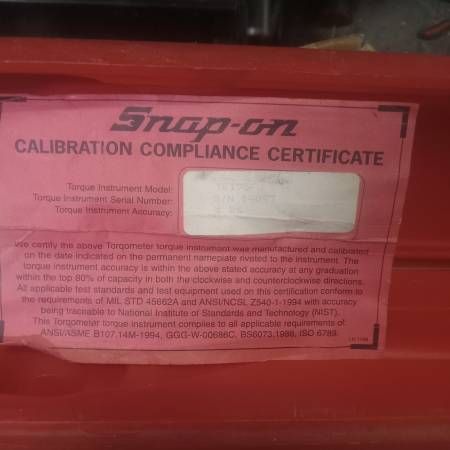 Snap-on
CALIBRATION COMPLIANCE CERTIFICATE
Torque Instrument Model:
Torque Instrument Serial Number: S/N
Torque Instrument Accuracy:
We certify the above Torqometer torque instrument was manufactured and calibrated
on the date indicated on the permanent nameplate riveted to the instrument. The
torque instrument accuracy is within the above stated accuracy at any graduation
within the top 80% of capacity in both the clockwise and counterclockwise directions.
All applicable test standards and test equipment used on this certification conform to
the requirements of MIL STD 45662A and ANSI/NCSL Z540-1-1994 with accuracy
being traceable to National Institute of Standards and Technology (NIST).
This Torqometer torque instrument complies to all applicable requirements of:
ANSI/ASME B107.14M-1994, GGG-W-00686C, BS6073.1988, ISO 6789.